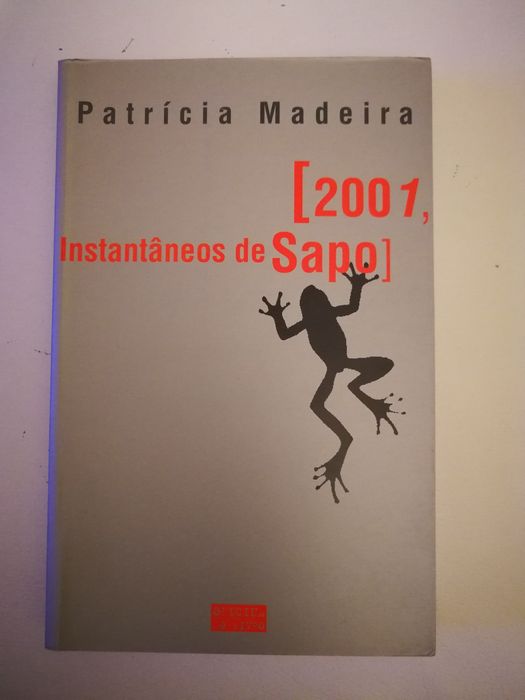 Patrícia Madeira
[2001,
Instantâneos de Sapo]